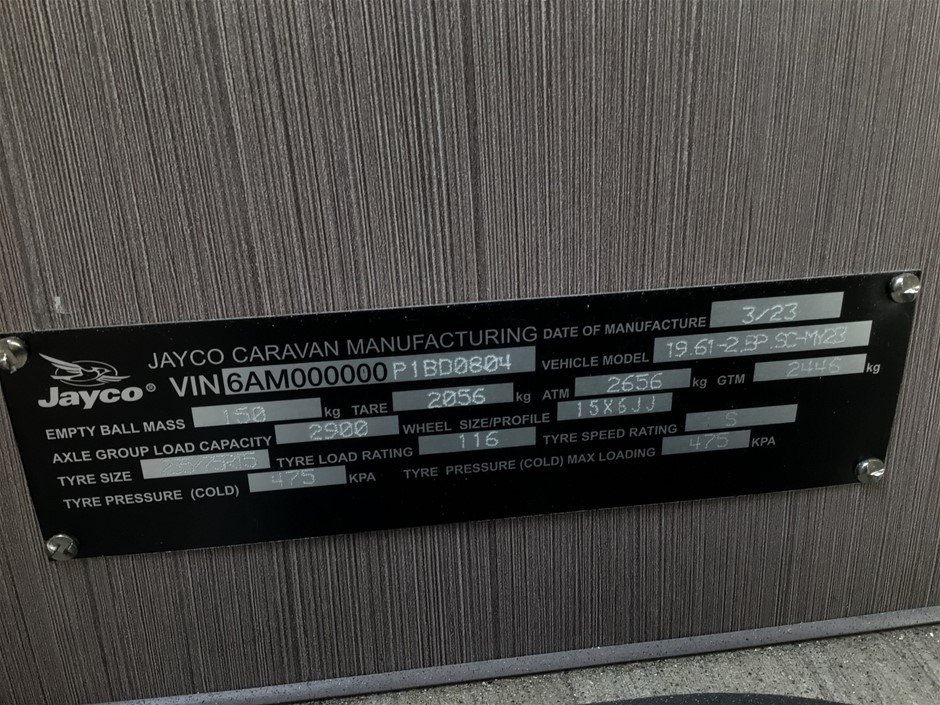 JAYCO CARAVAN MANUFACTURING DATE OF MANUFACTURE 3/23
Jayco® VIN 6AM000000P1BD0804 VEHICLE MODEL 19.61-2.BP.SC-MY23
EMPTY BALL MASS 150 kg TARE 2056 kg ATM 2656 kg GTM 2446 kg
AXLE GROUP LOAD CAPACITY 2900 WHEEL SIZE/PROFILE 15X6JJ
TYRE SIZE TYRE LOAD RATING 116 TYRE SPEED RATING S
TYRE PRESSURE (COLD) 475 KPA TYRE PRESSURE (COLD) MAX LOADING 475 KPA